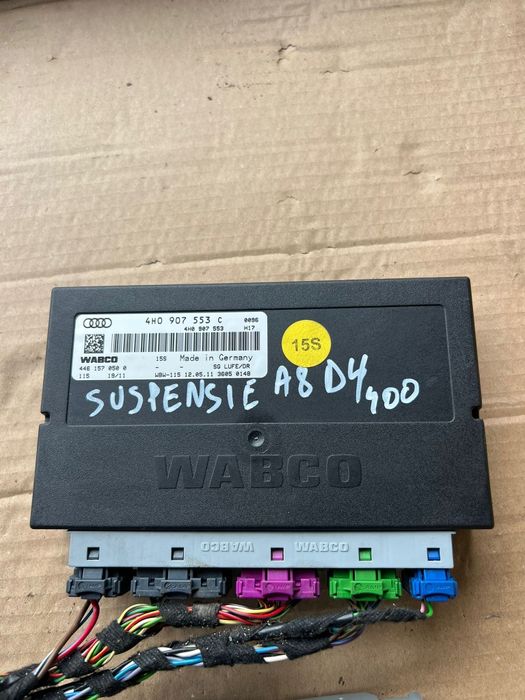 4H0 907 553 C 0096
4H0 907 553 H17
WABCO 15S Made in Germany
446 157 050 0 - - SG LUFE/DR
115 19/11 WBW-115 12.05.11 3605 0148
15S
SUSPENSIE A8 D4/400
WABCO
WABCO WABCO